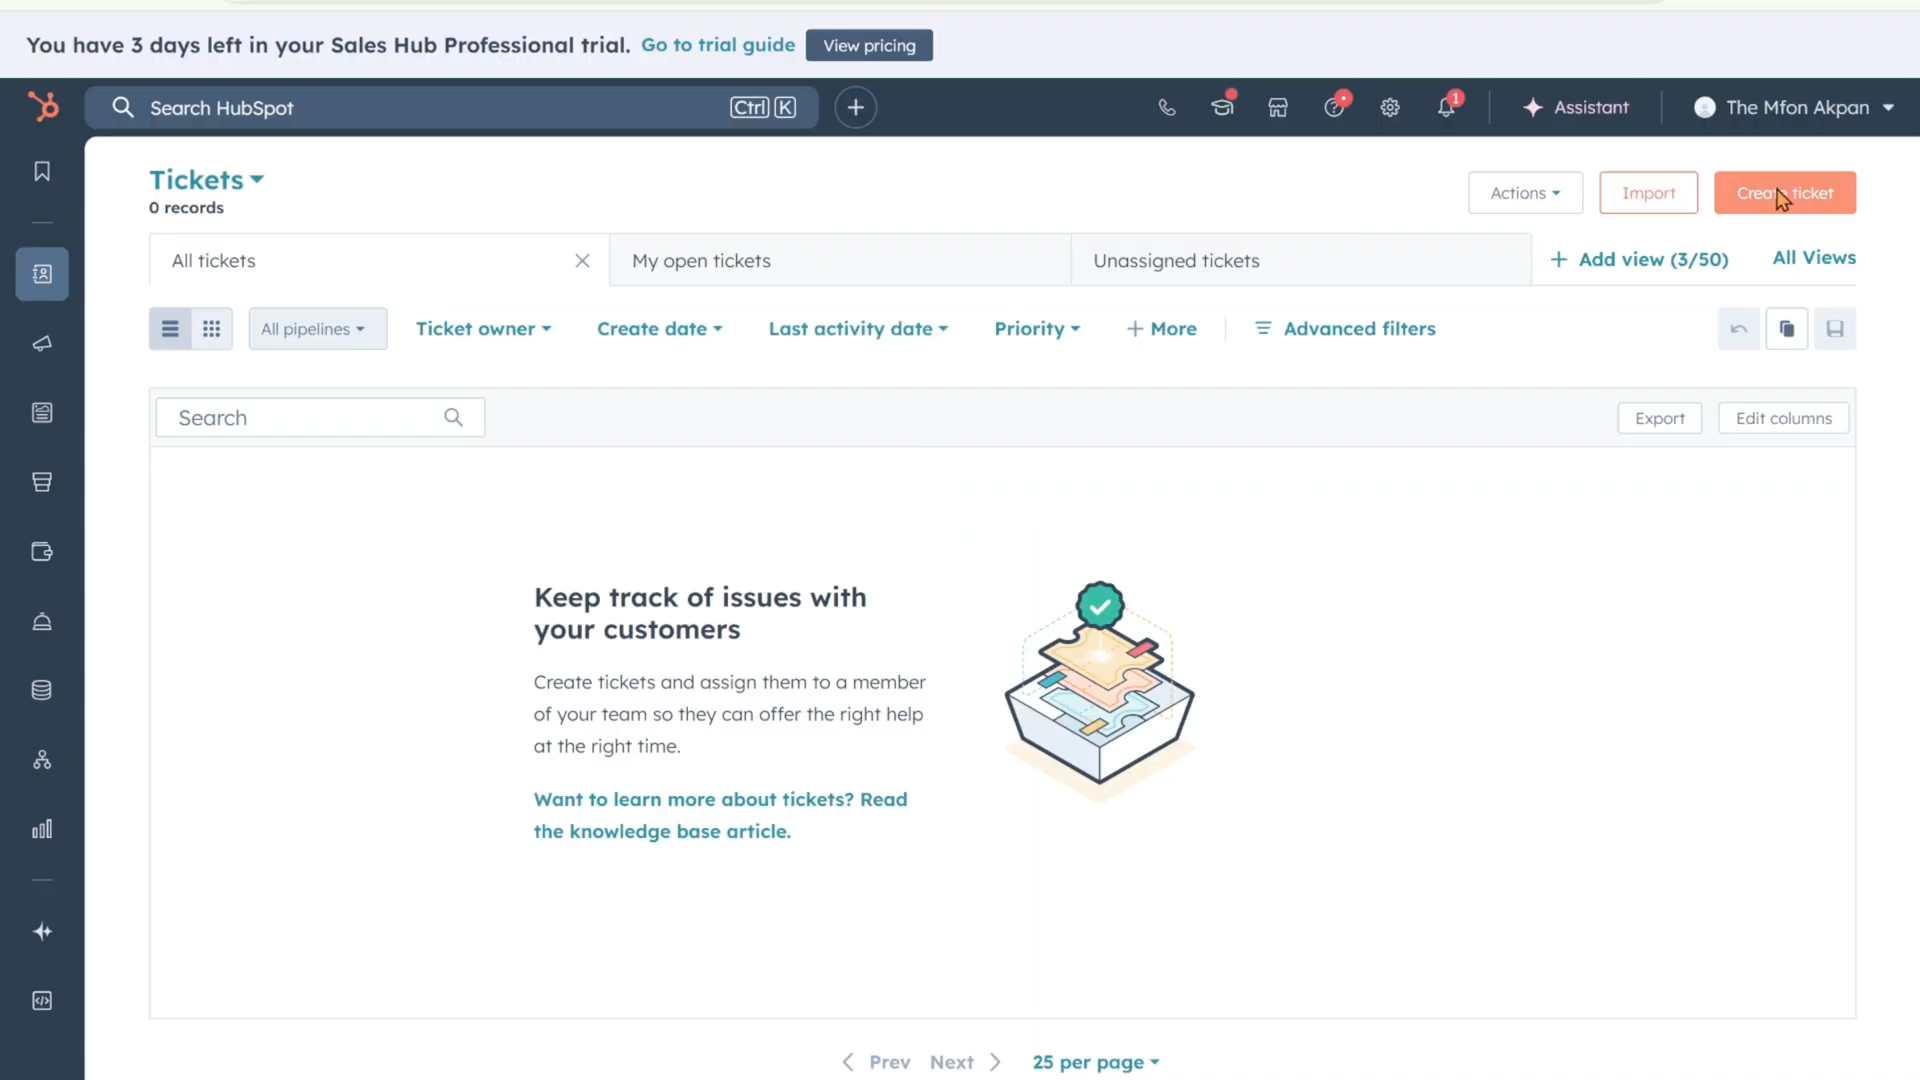 You have 3 days left in your Sales Hub Professional trial. Go to trial guide View pricing
Search HubSpot Ctrl K 1 Assistant The Mfon Akpan
Tickets
0 records
Actions Import Create ticket
All tickets My open tickets Unassigned tickets + Add view (3/50) All Views
All pipelines Ticket owner Create date Last activity date Priority + More Advanced filters
Search Export Edit columns
Keep track of issues with
your customers
Create tickets and assign them to a member
of your team so they can offer the right help
at the right time.
Want to learn more about tickets? Read
the knowledge base article.
Prev Next 25 per page